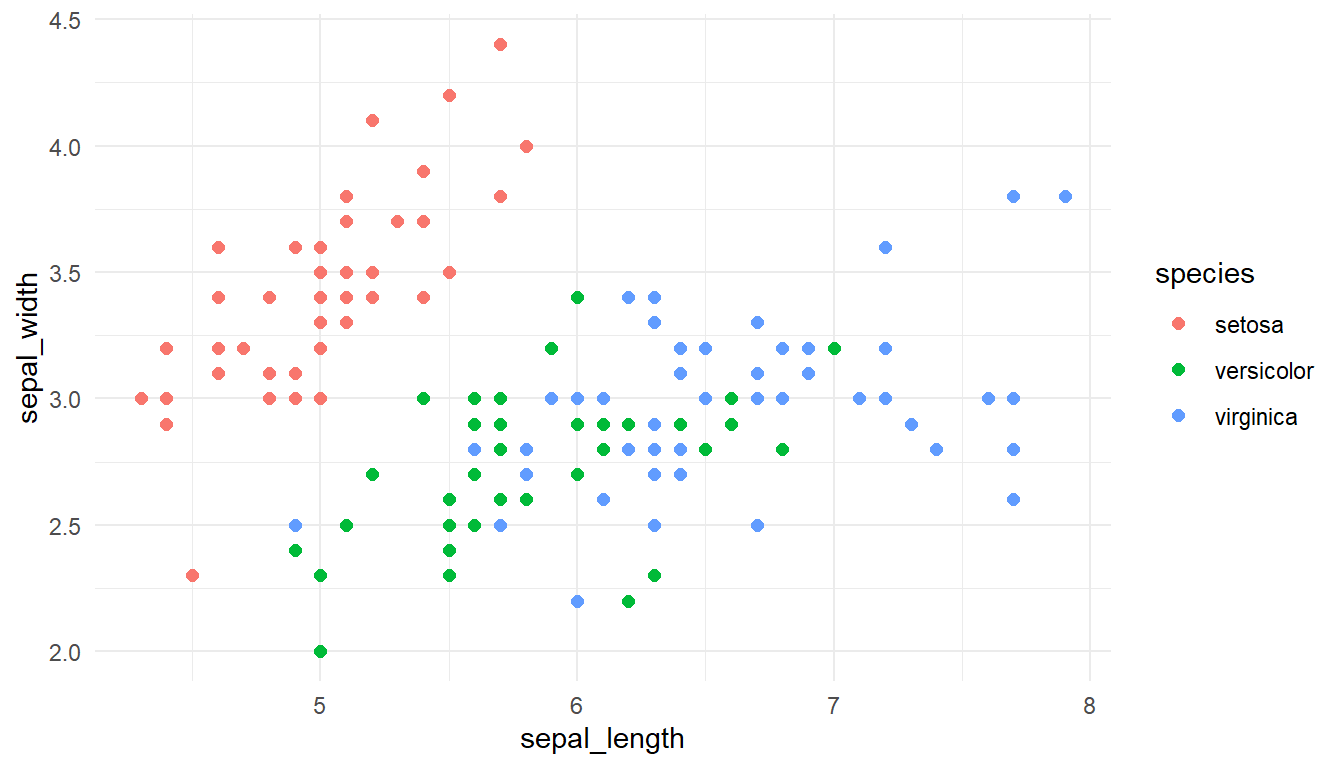 4.5
4.0
3.5
3.0
2.5
2.0
sepal_width
5 6 7 8
sepal_length
species
setosa
versicolor
virginica